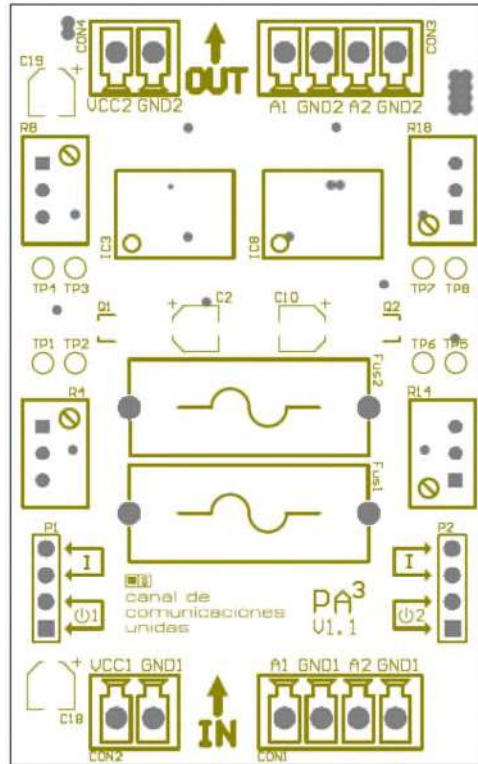 CON4
CON3
C19
OUT
VCC2 GND2
A1 GND2 A2 GND2
R8
R18
IC3
IC8
TP4 TP3
TP7 TP8
Q1
C2
C10
Q2
TP1 TP2
TP6 TP5
Fus2
R4
R14
Fus1
P1
P2
I
I
1
2
canal de
comunicaciones
unidas
PA³
V1.1
VCC1 GND1
A1 GND1 A2 GND1
C18
IN
CON2
CON1